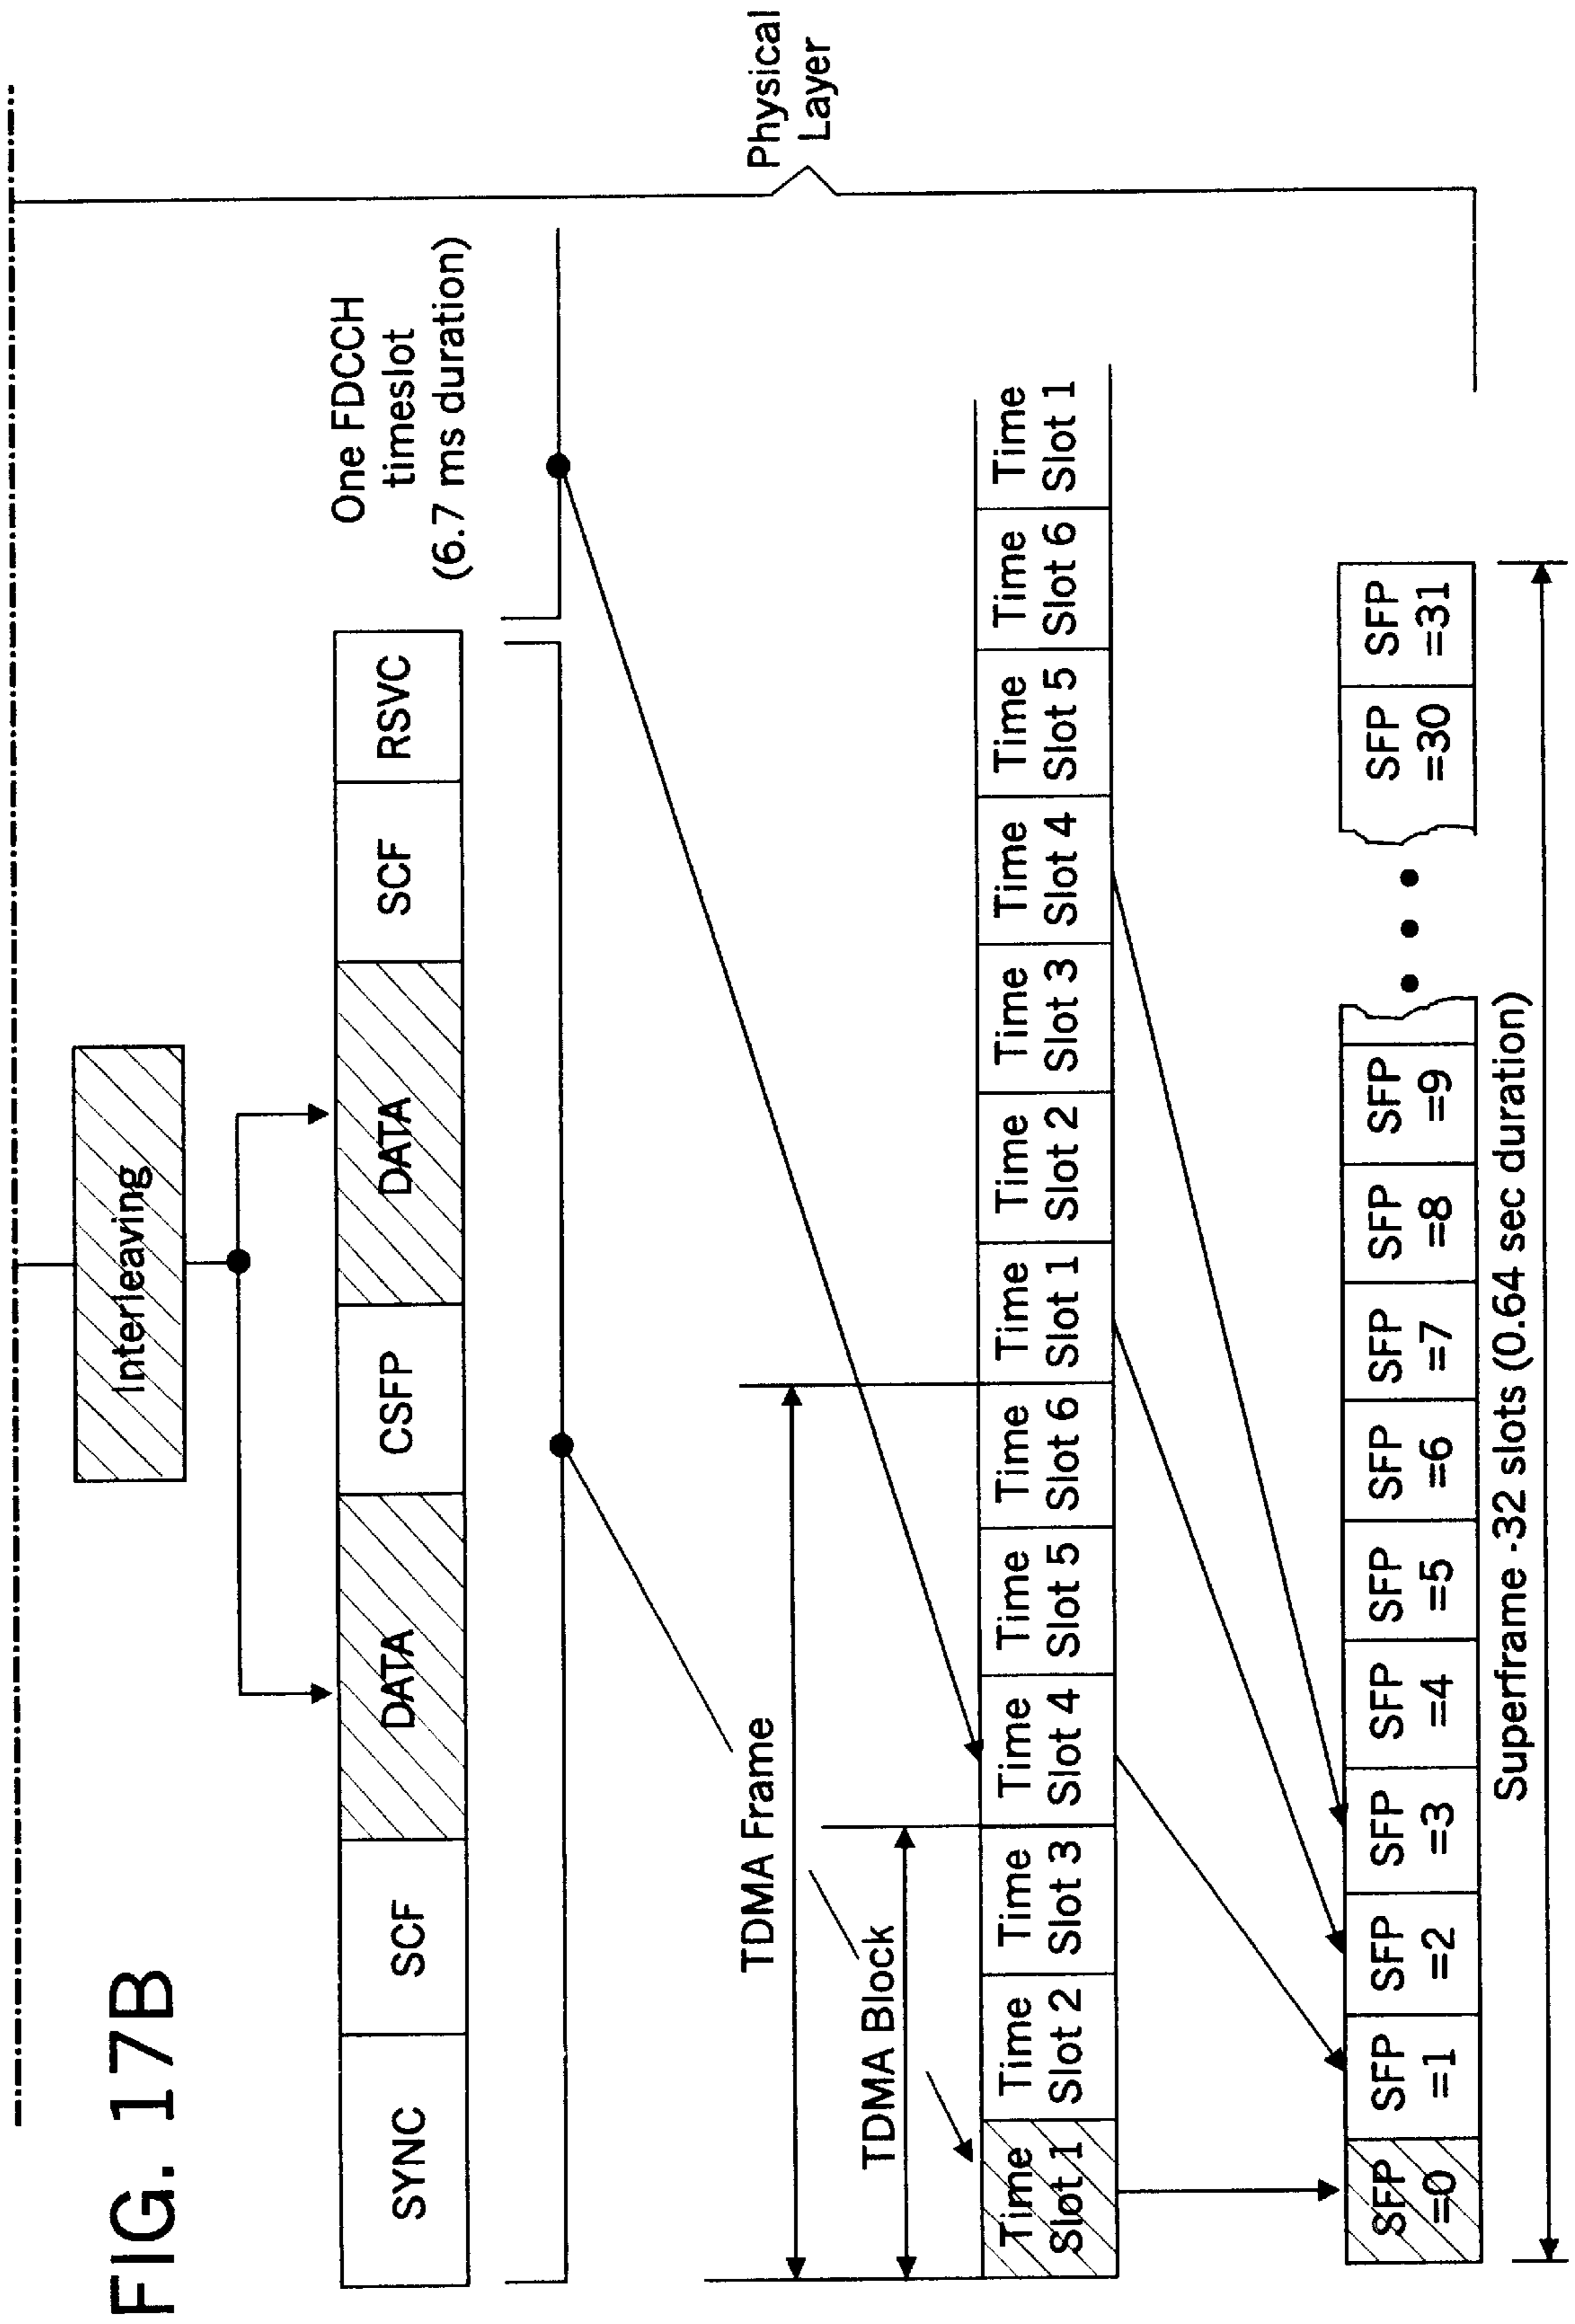 FIG. 17B
Interleaving
SYNC
SCF
DATA
CSFP
DATA
SCF
RSVC
One FDCCH
timeslot
(6.7 ms duration)
Physical
Layer
TDMA Frame
TDMA Block
Time
Slot 1
Time
Slot 2
Time
Slot 3
Time
Slot 4
Time
Slot 5
Time
Slot 6
Time
Slot 1
Time
Slot 2
Time
Slot 3
Time
Slot 4
Time
Slot 5
Time
Slot 6
Time
Slot 1
SFP
=0
SFP
=1
SFP
=2
SFP
=3
SFP
=4
SFP
=5
SFP
=6
SFP
=7
SFP
=8
SFP
=9
SFP
=30
SFP
=31
Superframe -32 slots (0.64 sec duration)